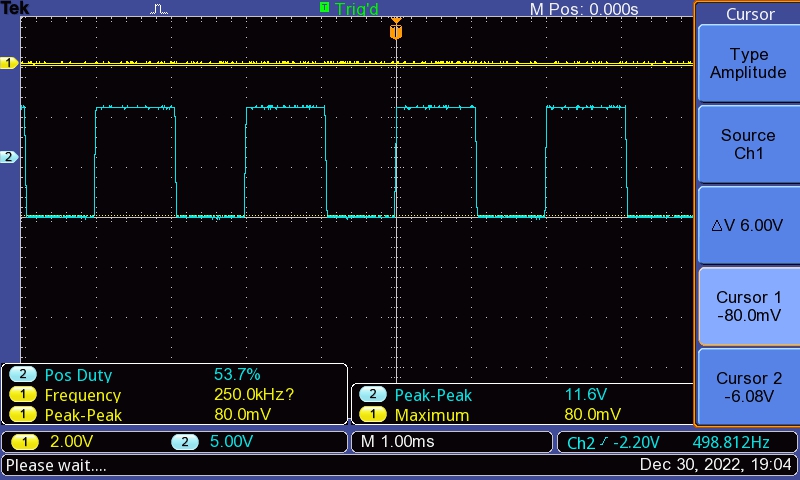 Tek
T Trig'd
M Pos: 0.000s
T
1
2
Cursor
Type
Amplitude
Source
Ch1
△V 6.00V
Cursor 1
-80.0mV
Cursor 2
-6.08V
2 Pos Duty 53.7%
1 Frequency 250.0kHz?
1 Peak-Peak 80.0mV
2 Peak-Peak 11.6V
1 Maximum 80.0mV
1 2.00V 2 5.00V
M 1.00ms
Ch2 -2.20V 498.812Hz
Please wait....
Dec 30, 2022, 19:04